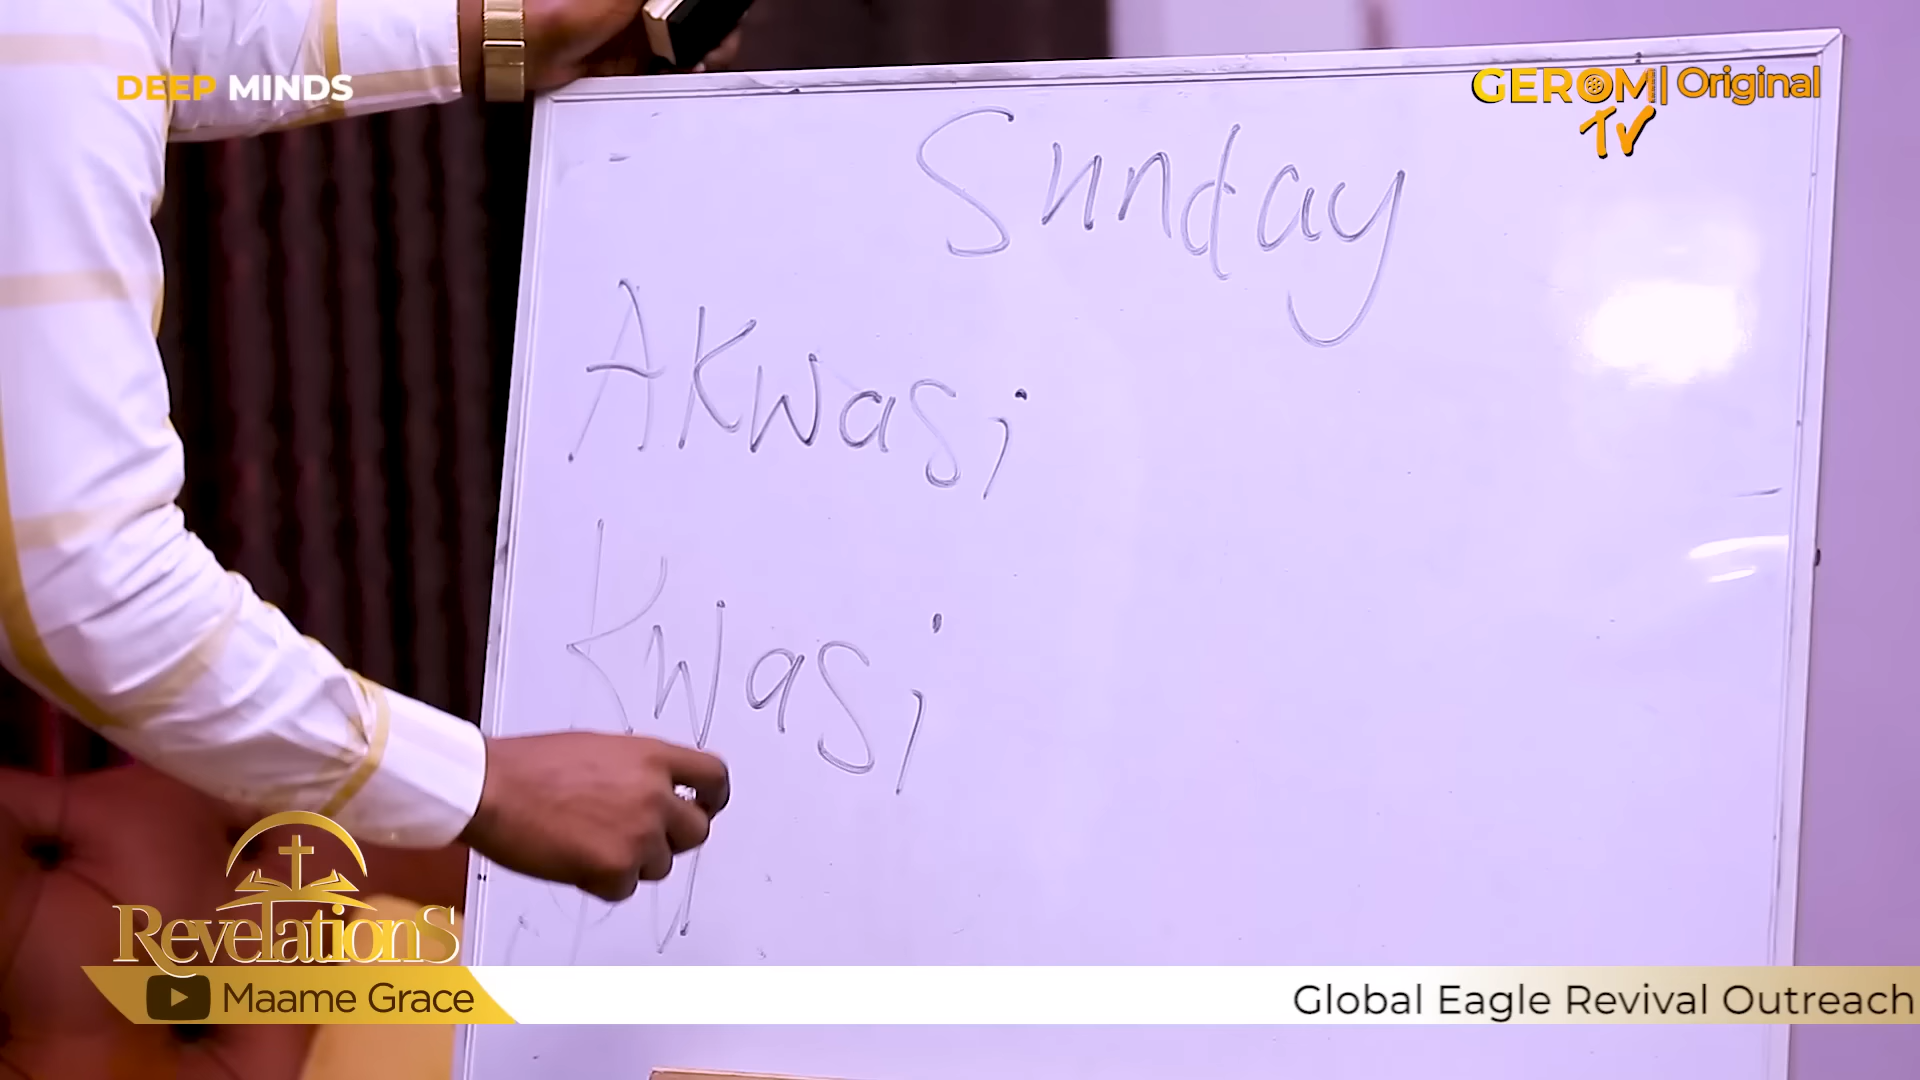 DEEP MINDS
GEROM TV | Original
Sunday
Akwasi
Kwasi
Revelations
Maame Grace
Global Eagle Revival Outreach